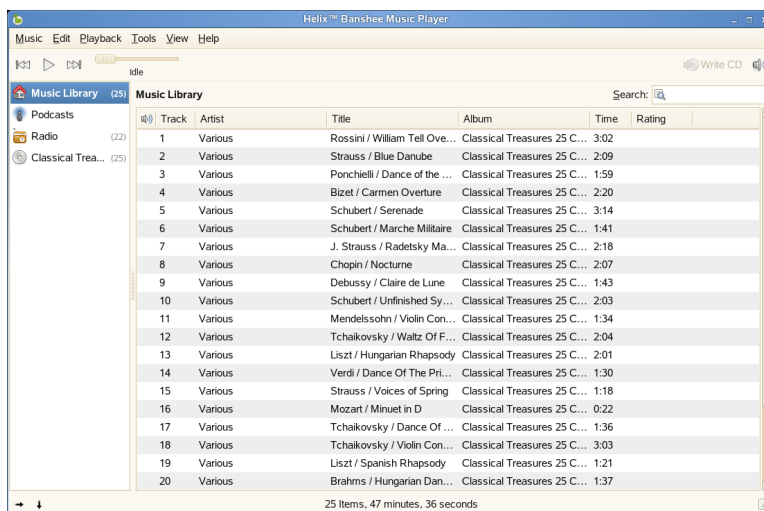 Helix™ Banshee Music Player
Music Edit Playback Tools View Help
Idle
Write CD
Music Library (25)
Podcasts
Radio (22)
Classical Trea... (25)
Music Library Search:
Track Artist Title Album Time Rating
1 Various Rossini / William Tell Ove... Classical Treasures 25 C... 3:02
2 Various Strauss / Blue Danube Classical Treasures 25 C... 2:09
3 Various Ponchielli / Dance of the ... Classical Treasures 25 C... 1:59
4 Various Bizet / Carmen Overture Classical Treasures 25 C... 2:20
5 Various Schubert / Serenade Classical Treasures 25 C... 3:14
6 Various Schubert / Marche Militaire Classical Treasures 25 C... 1:41
7 Various J. Strauss / Radetsky Ma... Classical Treasures 25 C... 2:18
8 Various Chopin / Nocturne Classical Treasures 25 C... 2:07
9 Various Debussy / Claire de Lune Classical Treasures 25 C... 1:43
10 Various Schubert / Unfinished Sy... Classical Treasures 25 C... 2:03
11 Various Mendelssohn / Violin Con... Classical Treasures 25 C... 1:34
12 Various Tchaikovsky / Waltz Of F... Classical Treasures 25 C... 2:04
13 Various Liszt / Hungarian Rhapsody Classical Treasures 25 C... 2:01
14 Various Verdi / Dance Of The Pri... Classical Treasures 25 C... 1:30
15 Various Strauss / Voices of Spring Classical Treasures 25 C... 1:18
16 Various Mozart / Minuet in D Classical Treasures 25 C... 0:22
17 Various Tchaikovsky / Dance Of ... Classical Treasures 25 C... 1:36
18 Various Tchaikovsky / Violin Con... Classical Treasures 25 C... 3:03
19 Various Liszt / Spanish Rhapsody Classical Treasures 25 C... 1:21
20 Various Brahms / Hungarian Dan... Classical Treasures 25 C... 1:37
25 Items, 47 minutes, 36 seconds